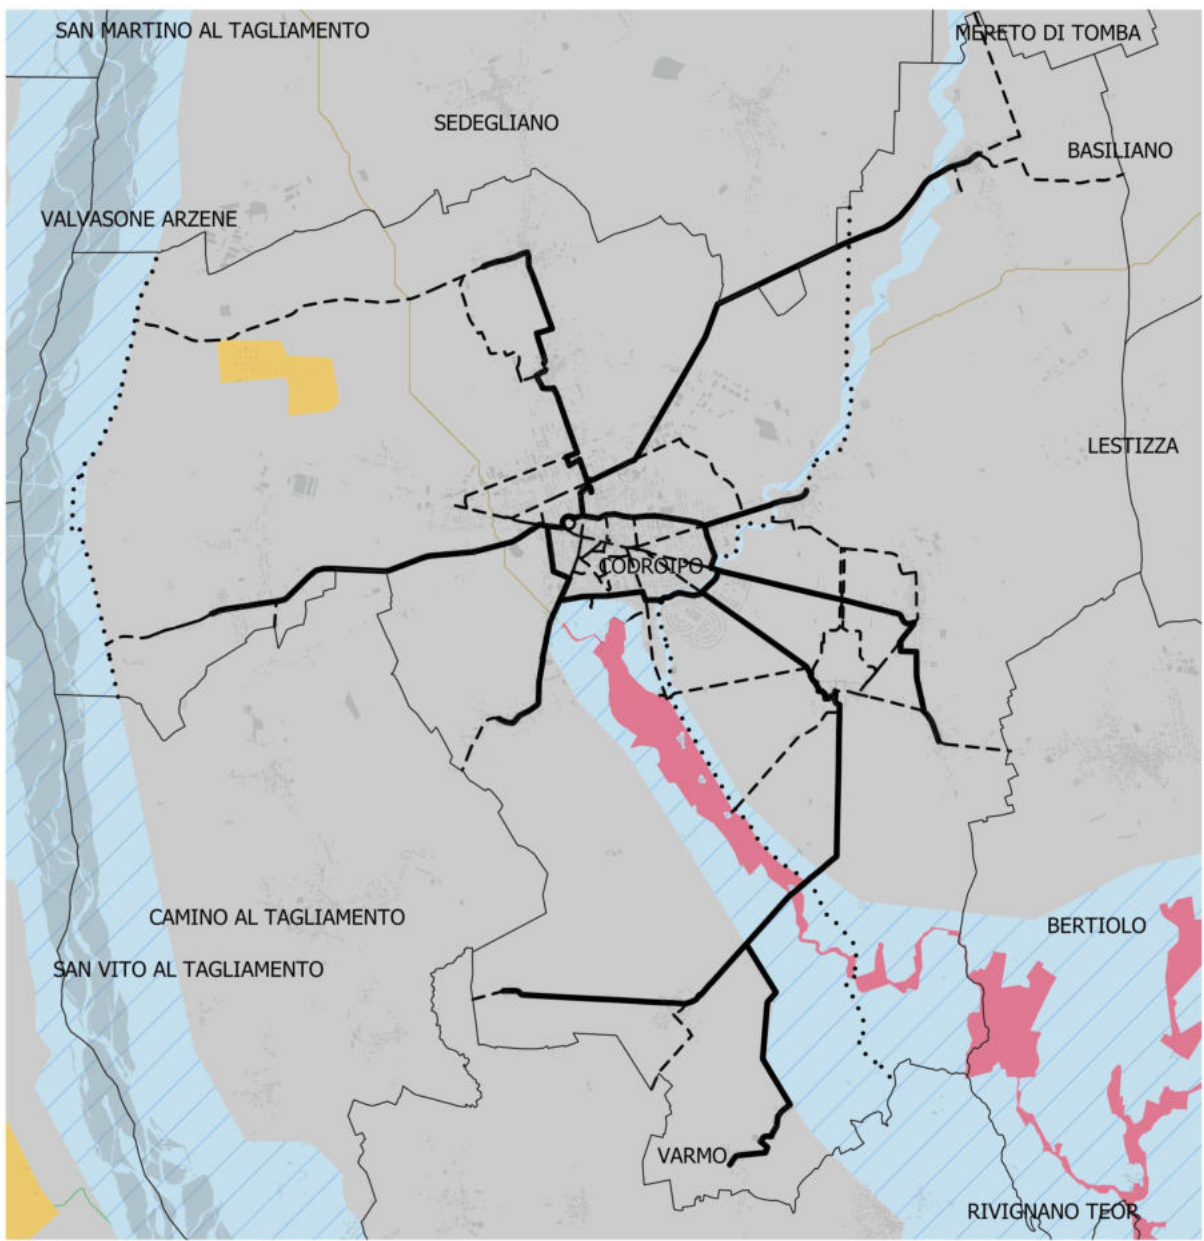 SAN MARTINO AL TAGLIAMENTO
MERETO DI TOMBA
SEDEGLIANO
BASILIANO
VALVASONE ARZENE
LESTIZZA
CODROIPO
CAMINO AL TAGLIAMENTO
BERTIOLO
SAN VITO AL TAGLIAMENTO
VARMO
RIVIGNANO TEOR